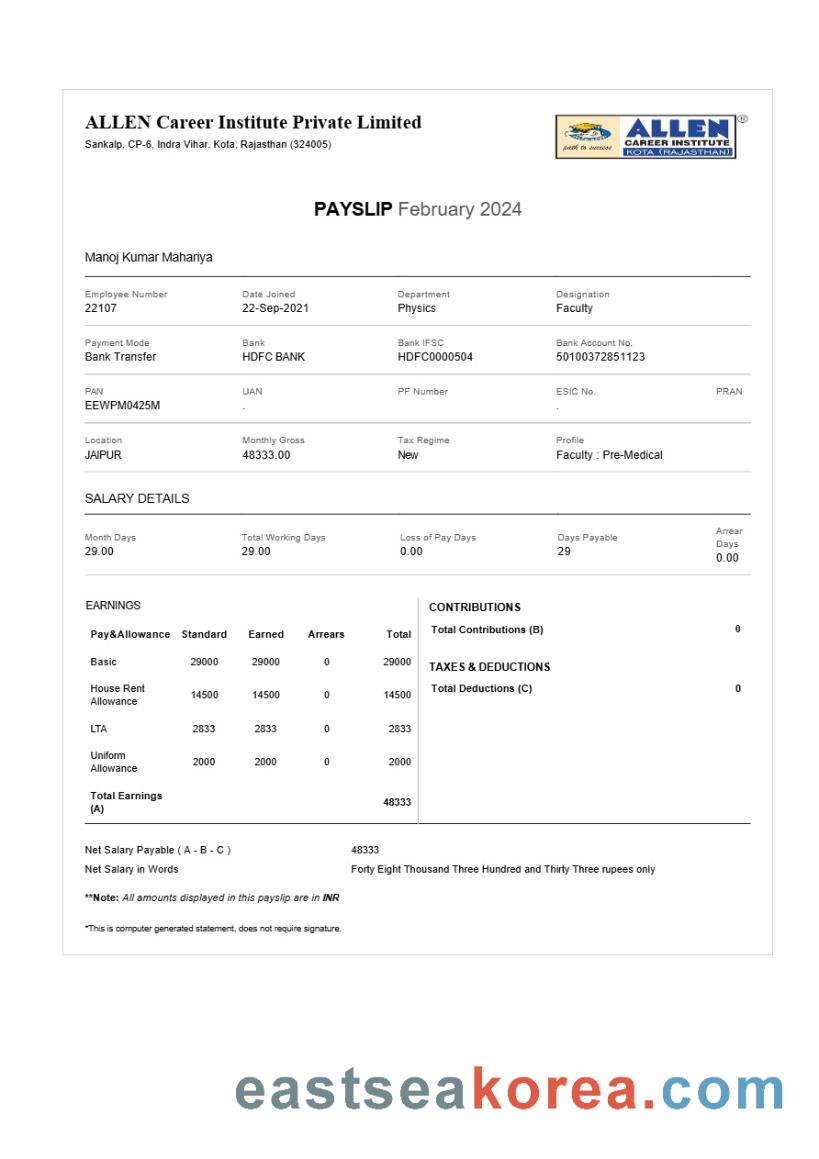 ALLEN Career Institute Private Limited
Sankalp, CP-6, Indra Vihar, Kota, Rajasthan (324005)
path to success
ALLEN ®
CAREER INSTITUTE
KOTA (RAJASTHAN)
PAYSLIP February 2024
Manoj Kumar Mahariya
Employee Number Date Joined Department Designation
22107 22-Sep-2021 Physics Faculty
Payment Mode Bank Bank IFSC Bank Account No.
Bank Transfer HDFC BANK HDFC0000504 50100372851123
PAN UAN PF Number ESIC No. PRAN
EEWPM0425M . .
Location Monthly Gross Tax Regime Profile
JAIPUR 48333.00 New Faculty : Pre-Medical
SALARY DETAILS
Month Days Total Working Days Loss of Pay Days Days Payable Arrear Days
29.00 29.00 0.00 29 0.00
EARNINGS
Pay&Allowance Standard Earned Arrears Total
Basic 29000 29000 0 29000
House Rent Allowance 14500 14500 0 14500
LTA 2833 2833 0 2833
Uniform Allowance 2000 2000 0 2000
Total Earnings (A) 48333
CONTRIBUTIONS
Total Contributions (B) 0
TAXES & DEDUCTIONS
Total Deductions (C) 0
Net Salary Payable ( A - B - C ) 48333
Net Salary in Words Forty Eight Thousand Three Hundred and Thirty Three rupees only
**Note: All amounts displayed in this payslip are in INR
*This is computer generated statement, does not require signature.
eastseakorea.com